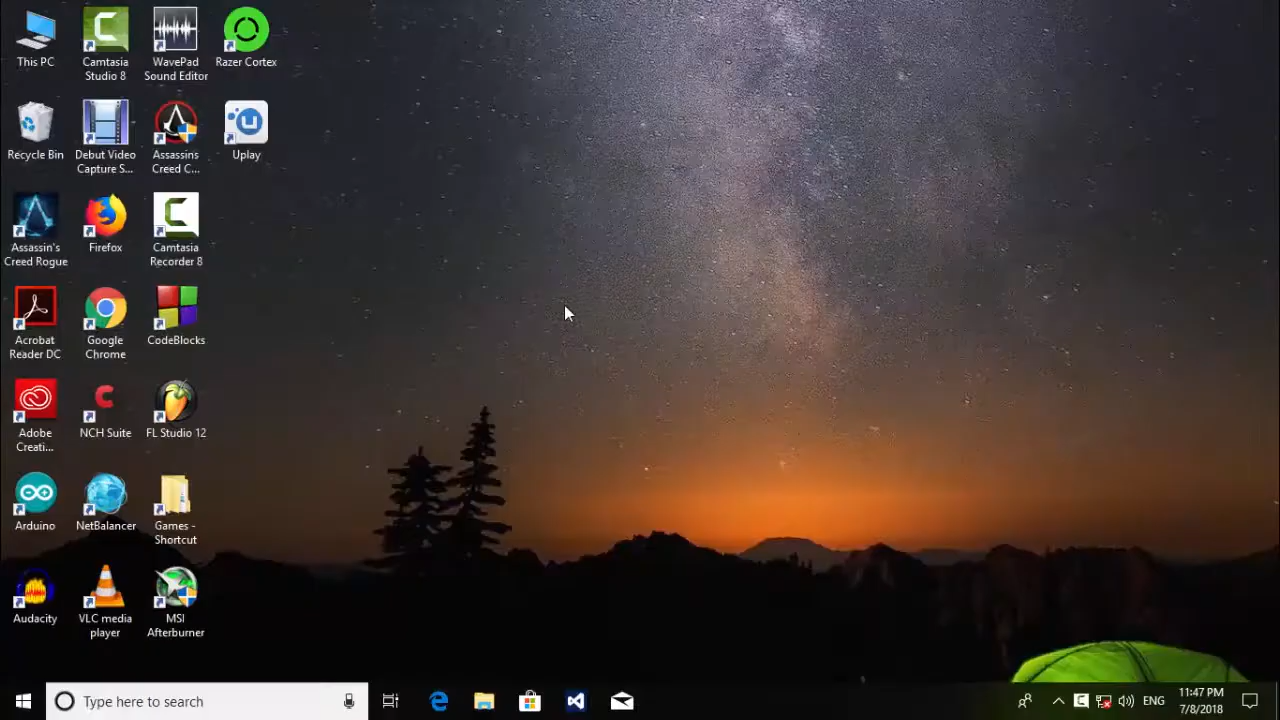 This PC
Camtasia
Studio 8
WavePad
Sound Editor
Razer Cortex
Recycle Bin
Debut Video
Capture S...
Assassins
Creed C...
Uplay
Assassin's
Creed Rogue
Firefox
Camtasia
Recorder 8
Acrobat
Reader DC
Google
Chrome
CodeBlocks
Adobe
Creati...
NCH Suite
FL Studio 12
Arduino
NetBalancer
Games -
Shortcut
Audacity
VLC media
player
MSI
Afterburner
Type here to search
ENG
11:47 PM
7/8/2018